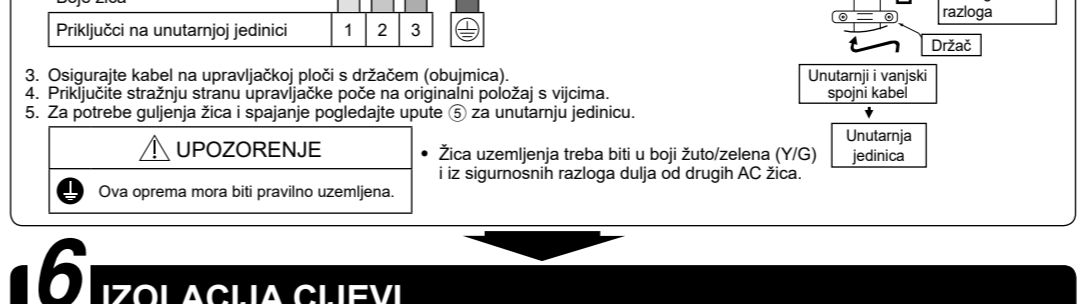 Boje žica
Priključci na unutarnjoj jedinici 1 2 3
razloga
Držač
Unutarnji i vanjski
spojni kabel
Unutarnja
jedinica
3. Osigurajte kabel na upravljačkoj ploči s držačem (obujmica).
4. Priključite stražnju stranu upravljačke poče na originalni položaj s vijcima.
5. Za potrebe guljenja žica i spajanje pogledajte upute ⑤ za unutarnju jedinicu.
UPOZORENJE
Ova oprema mora biti pravilno uzemljena.
• Žica uzemljenja treba biti u boji žuto/zelena (Y/G)
i iz sigurnosnih razloga dulja od drugih AC žica.
6 IZOLACIJA CIJEVI